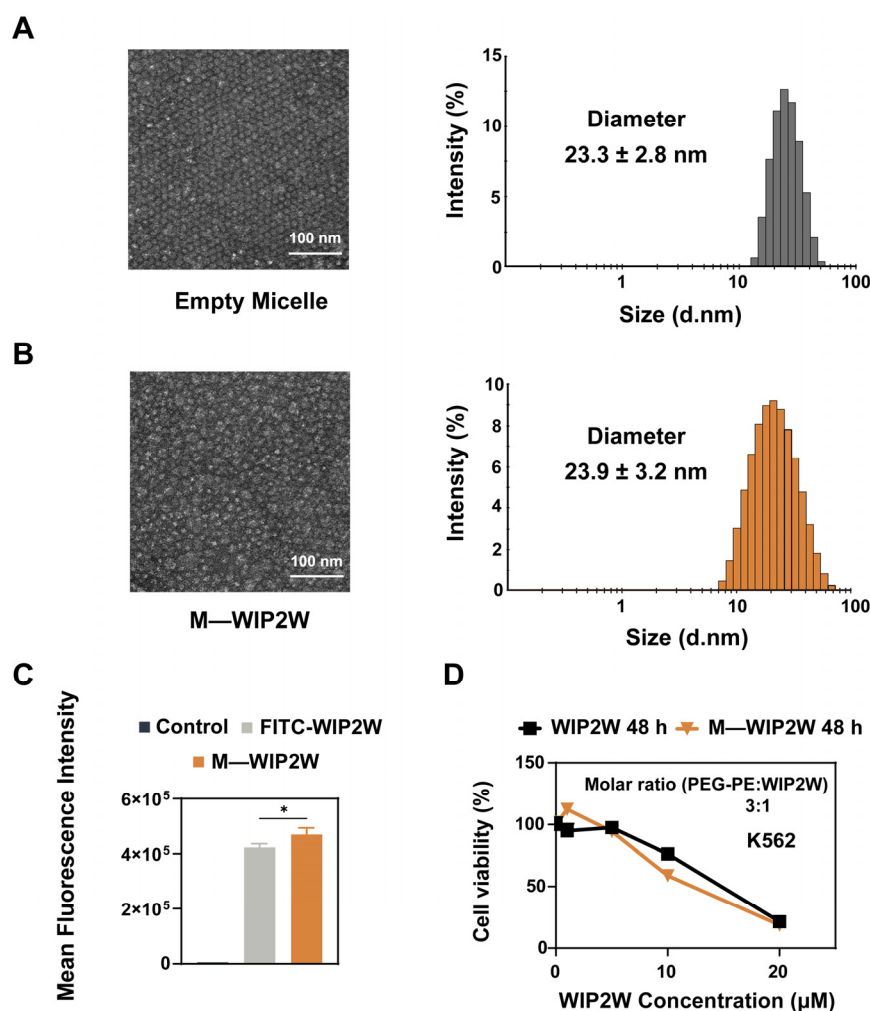 A
100 nm
Empty Micelle
Intensity (%)
15
10
5
0
Diameter
23.3 ± 2.8 nm
1
10
100
Size (d.nm)
B
100 nm
M—WIP2W
Intensity (%)
10
8
6
4
2
0
Diameter
23.9 ± 3.2 nm
1
10
100
Size (d.nm)
C
Mean Fluorescence Intensity
Control
FITC-WIP2W
M—WIP2W
6×10⁵
4×10⁵
2×10⁵
0
*
D
WIP2W 48 h
M—WIP2W 48 h
Cell viability (%)
150
100
50
0
Molar ratio (PEG-PE:WIP2W)
3:1
K562
0
10
20
WIP2W Concentration (μM)